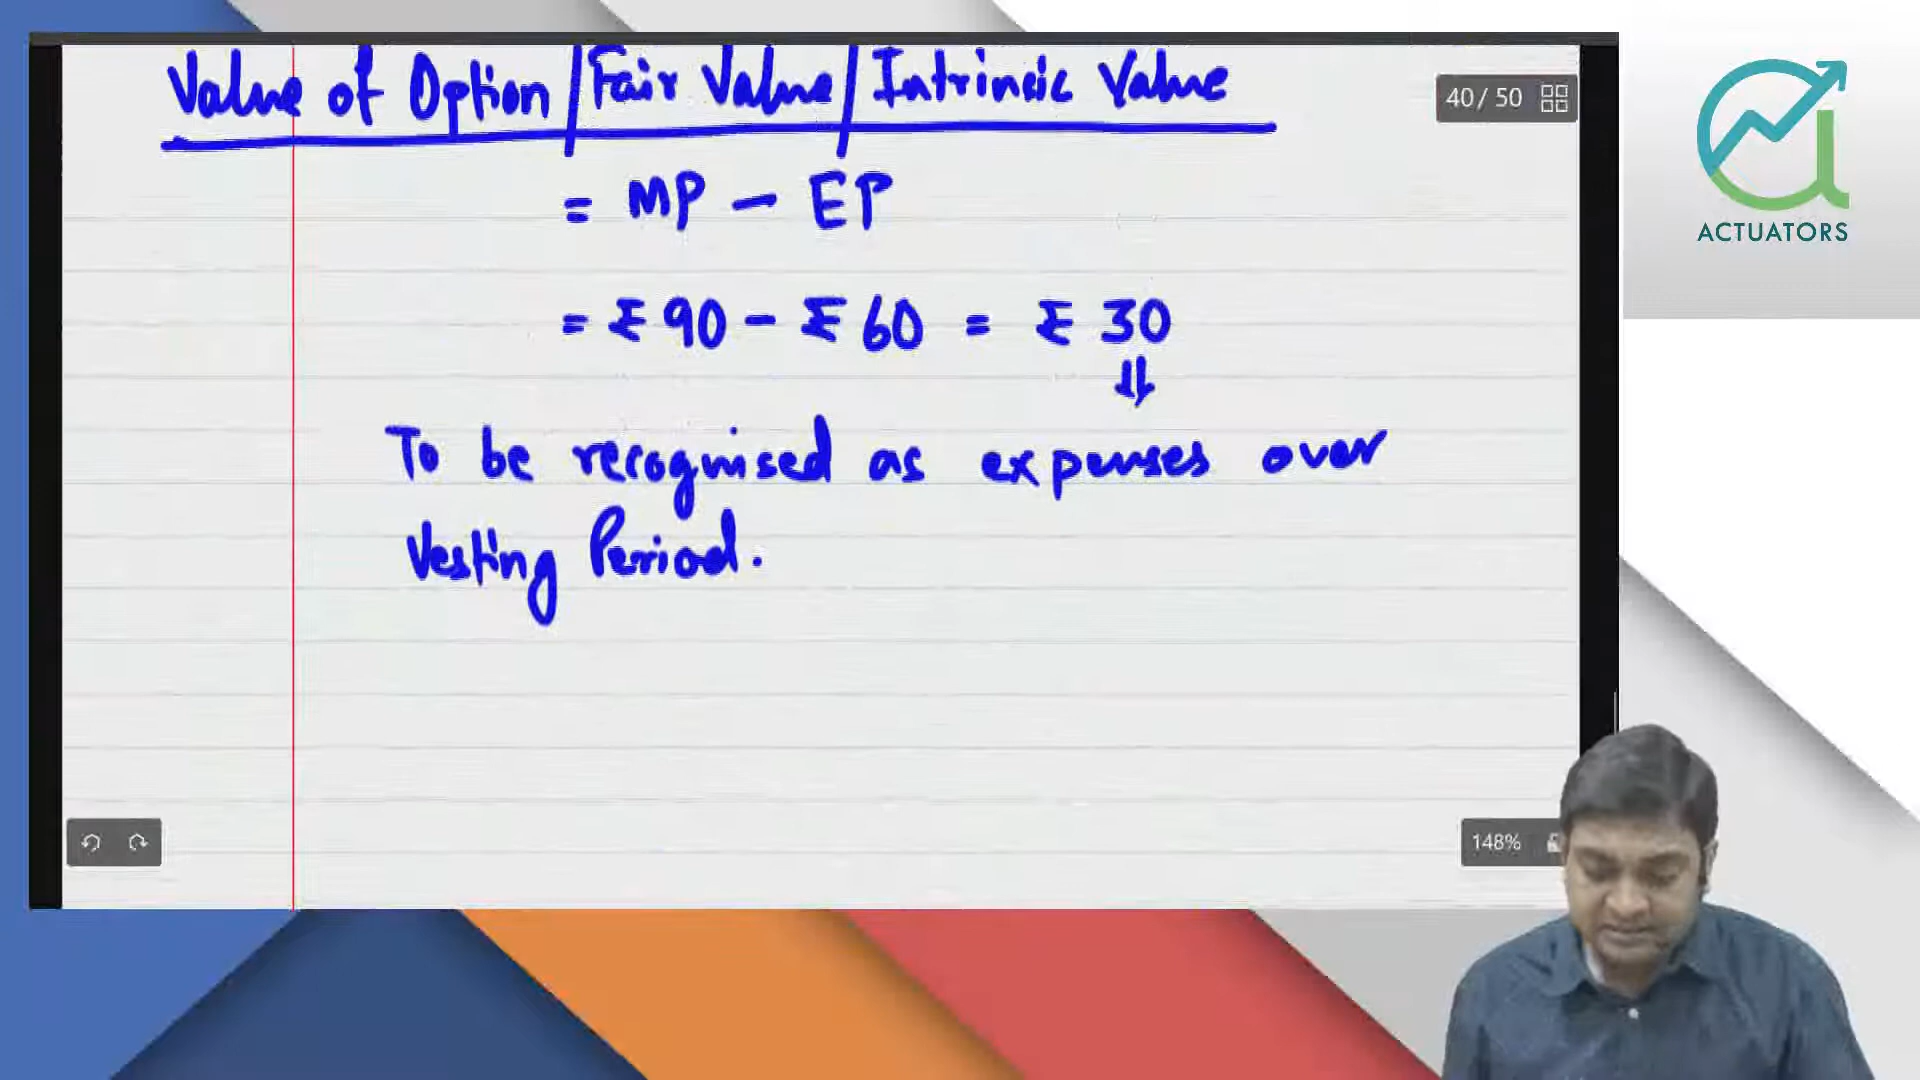 Value of Option / Fair Value / Intrinsic Value
40 / 50
ACTUATORS
= MP - EP
= ₹ 90 - ₹ 60 = ₹ 30
To be recognised as expenses over
Vesting Period.
148%